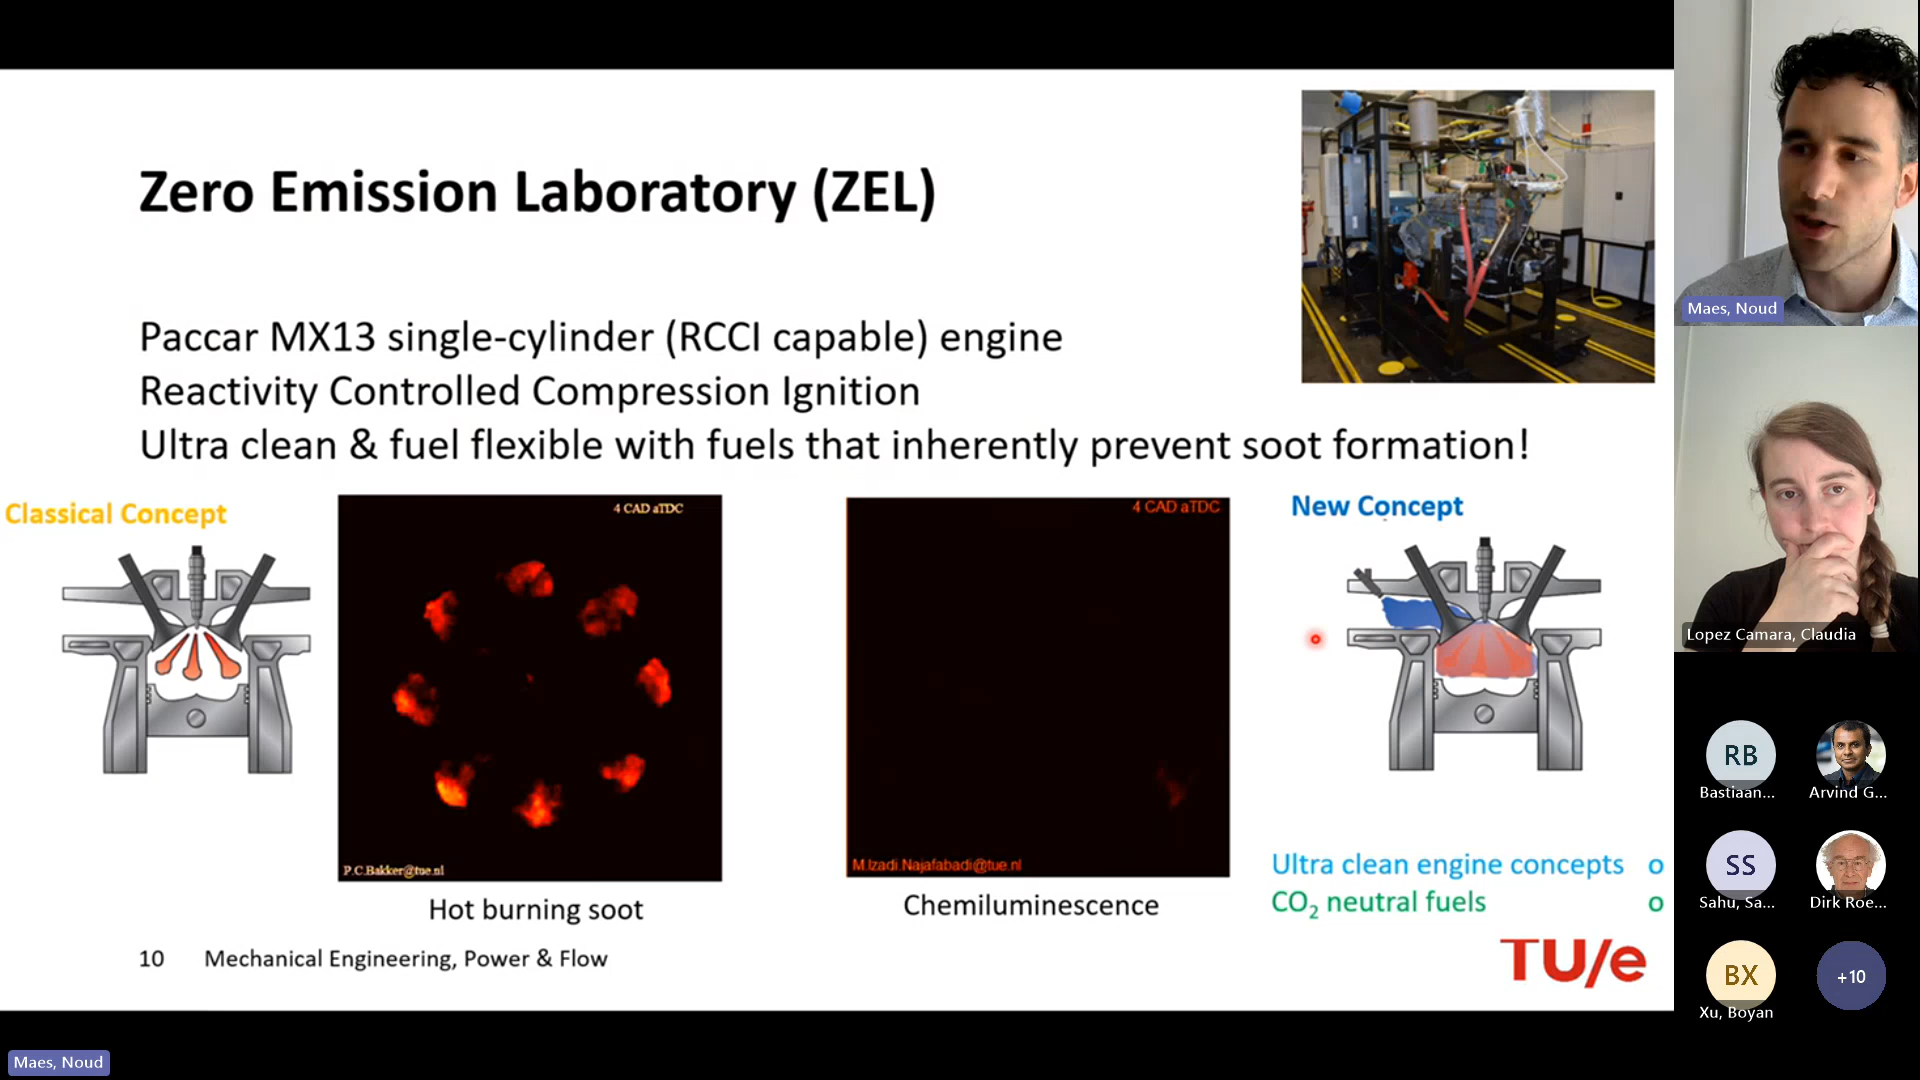 Zero Emission Laboratory (ZEL)
Paccar MX13 single-cylinder (RCCI capable) engine
Reactivity Controlled Compression Ignition
Ultra clean & fuel flexible with fuels that inherently prevent soot formation!
Classical Concept
4 CAD aTDC
P.C.Bakker@tue.nl
Hot burning soot
4 CAD aTDC
M.Izadi.Najafabadi@tue.nl
Chemiluminescence
New Concept
Ultra clean engine concepts o
CO₂ neutral fuels o
10 Mechanical Engineering, Power & Flow
TU/e
Maes, Noud
Maes, Noud
Lopez Camara, Claudia
RB
Bastiaan...
Arvind G...
SS
Sahu, Sa...
Dirk Roe...
BX
Xu, Boyan
+10